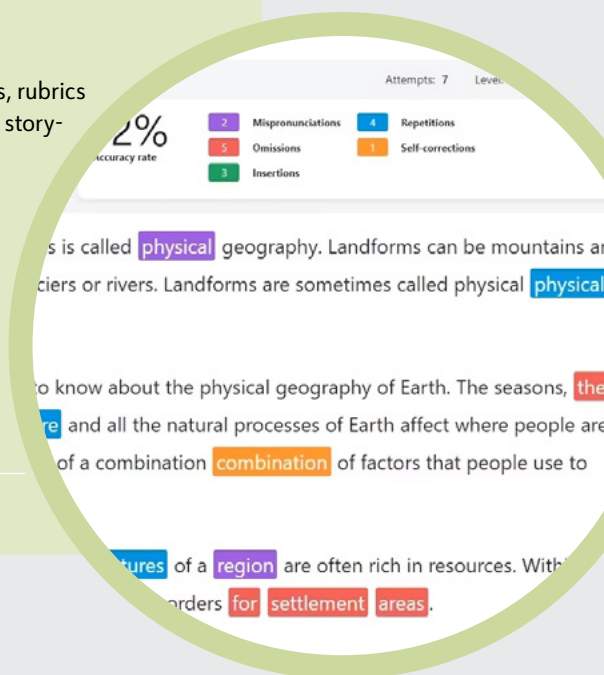 s, rubrics
story-
Attempts: 7
2%
Accuracy rate
2 Mispronunciations 4 Repetitions
5 Omissions 1 Self-corrections
3 Insertions
s is called physical geography. Landforms can be mountains
ciers or rivers. Landforms are sometimes called physical physical
to know about the physical geography of Earth. The seasons, the
re and all the natural processes of Earth affect where people are
of a combination combination of factors that people use to
tures of a region are often rich in resources.
orders for settlement areas.